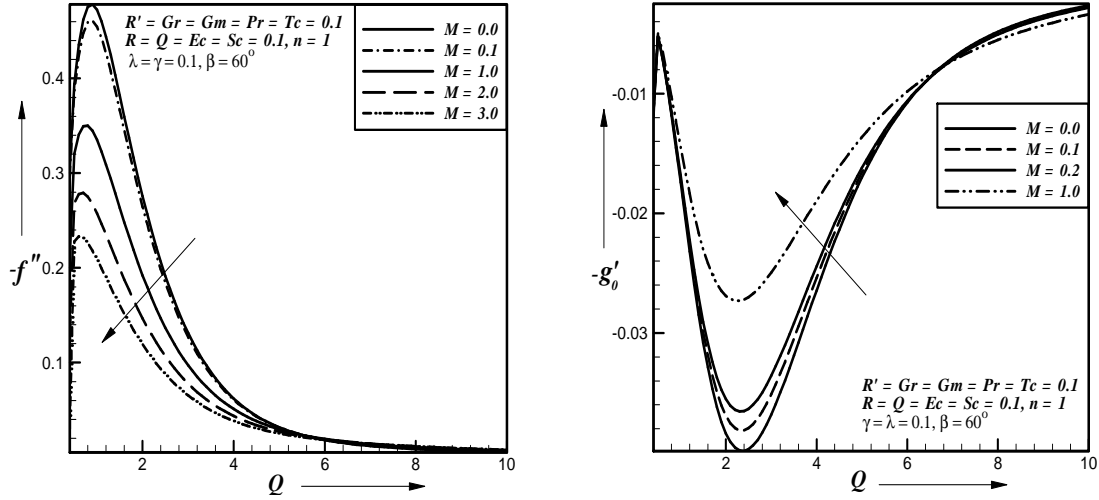 R' = Gr = Gm = Pr = Tc = 0.1
R = Q = Ec = Sc = 0.1, n = 1
λ = γ = 0.1, β = 60°
M = 0.0
M = 0.1
M = 1.0
M = 2.0
M = 3.0
0.4
0.3
0.2
0.1
-f''
2
4
6
8
10
Q
-0.01
-0.02
-0.03
-g'₀
M = 0.0
M = 0.1
M = 0.2
M = 1.0
R' = Gr = Gm = Pr = Tc = 0.1
R = Q = Ec = Sc = 0.1, n = 1
γ = λ = 0.1, β = 60°
2
4
6
8
10
Q